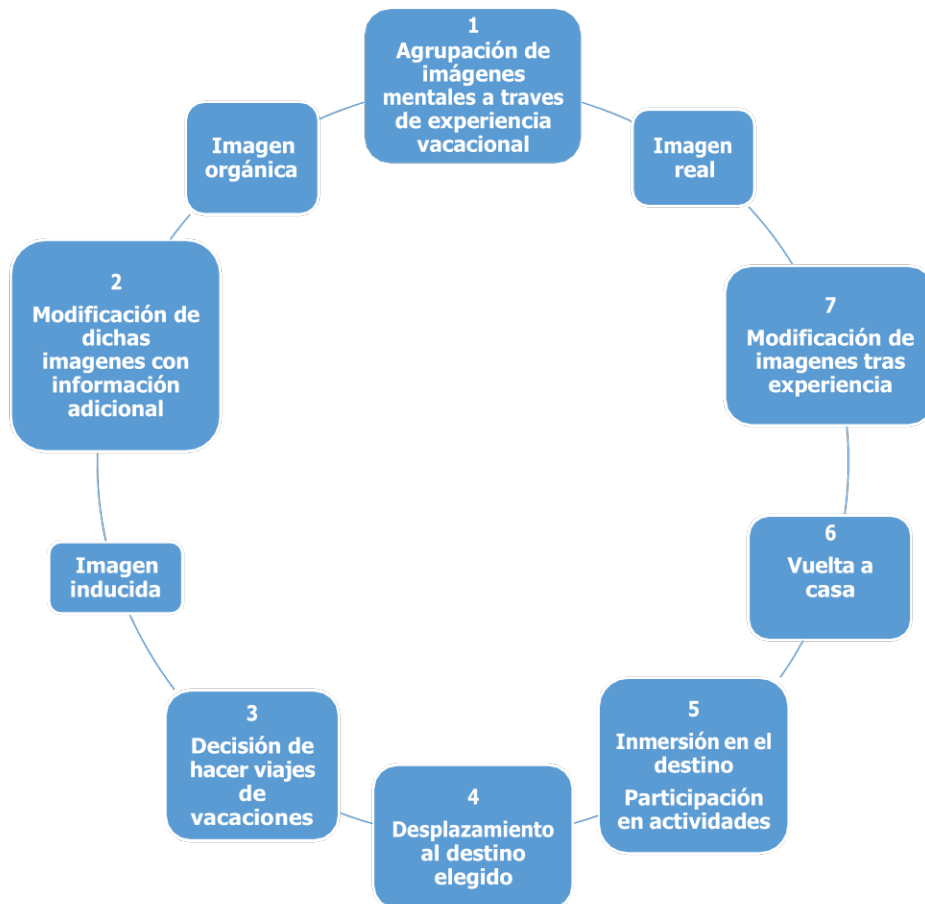 1
Agrupación de
imágenes
mentales a traves
de experiencia
vacacional
Imagen
orgánica
Imagen
real
2
Modificación de
dichas
imagenes con
información
adicional
7
Modificación de
imagenes tras
experiencia
Imagen
inducida
6
Vuelta a
casa
3
Decisión de
hacer viajes
de
vacaciones
4
Desplazamiento
al destino
elegido
5
Inmersión en el
destino
Participación
en actividades